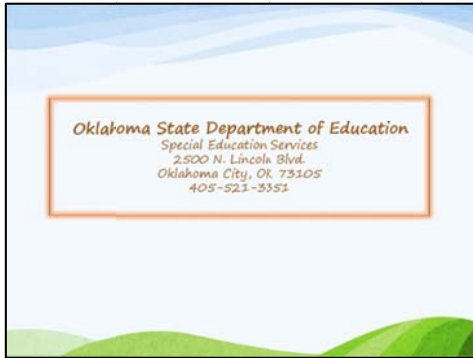 Oklahoma State Department of Education
Special Education Services
2500 N. Lincoln Blvd.
Oklahoma City, OK 73105
405-521-3351